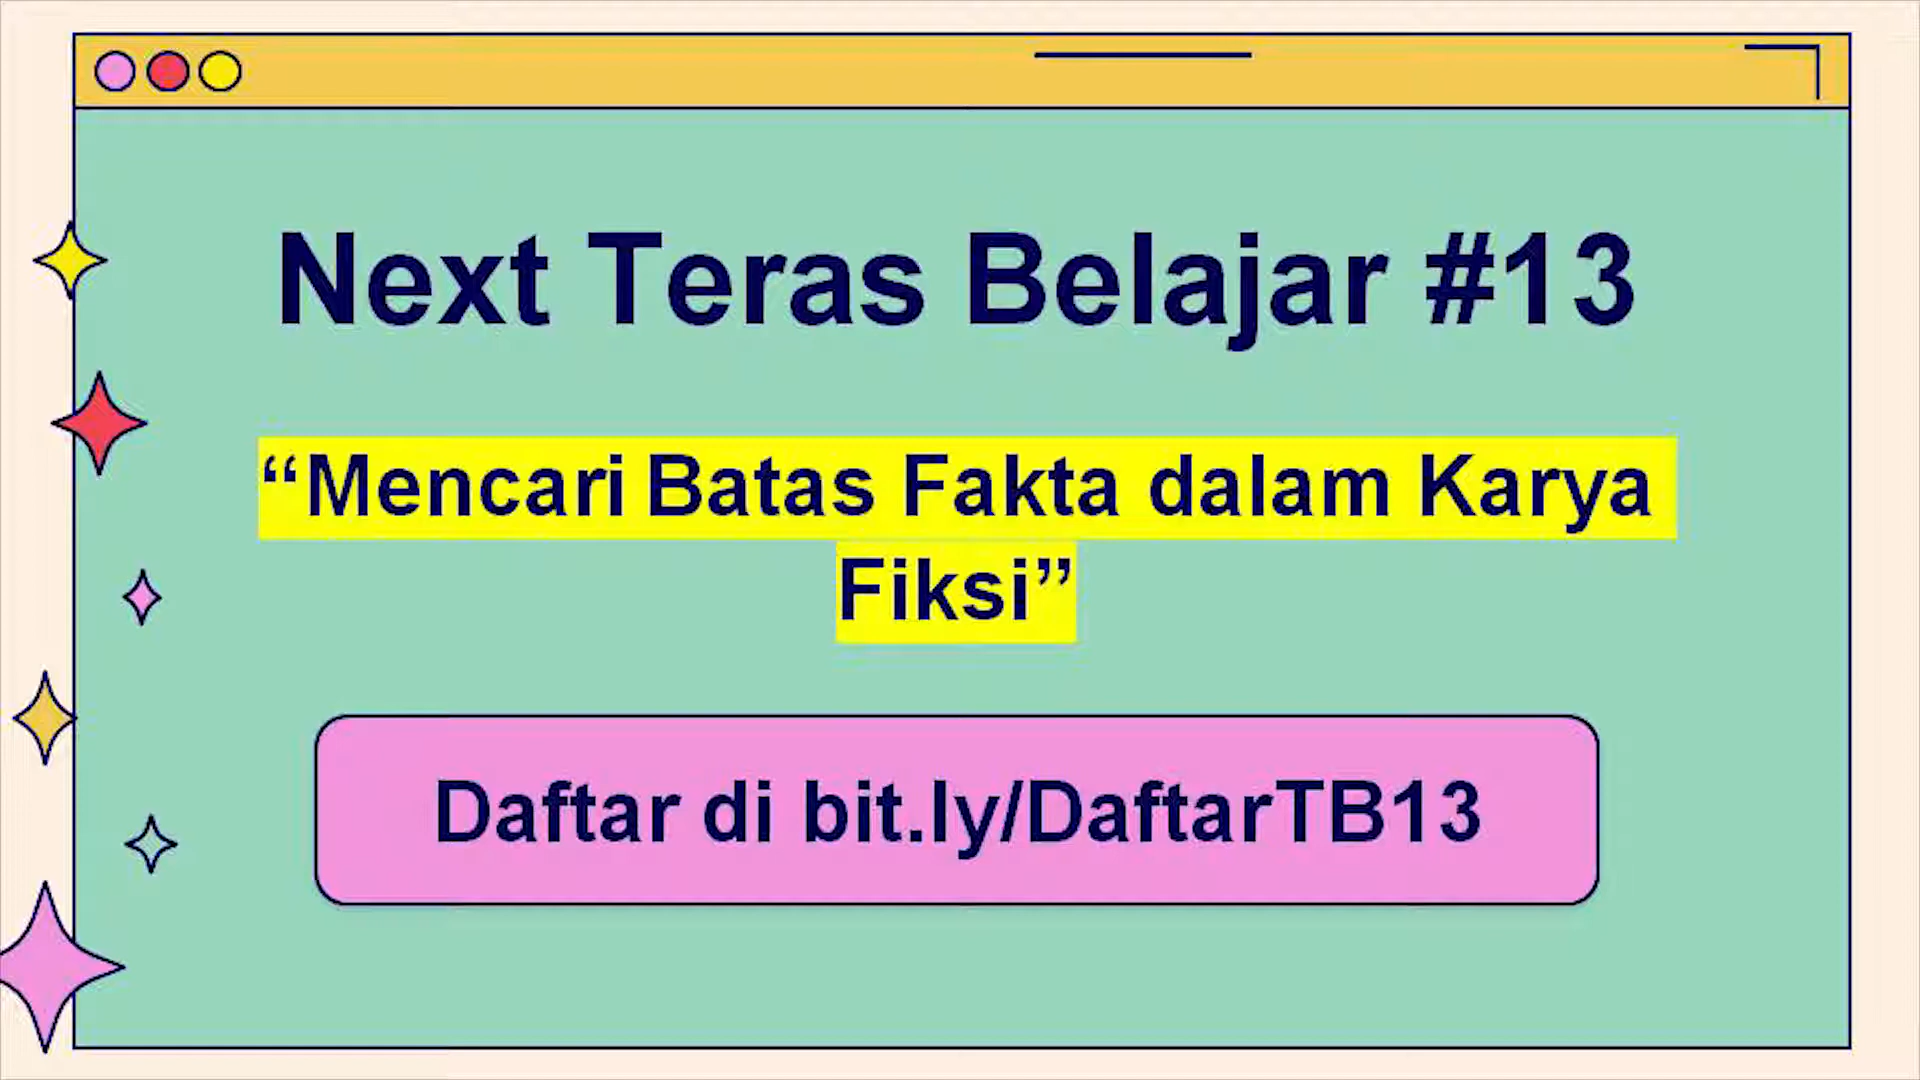 Next Teras Belajar #13
“Mencari Batas Fakta dalam Karya
Fiksi”
Daftar di bit.ly/DaftarTB13